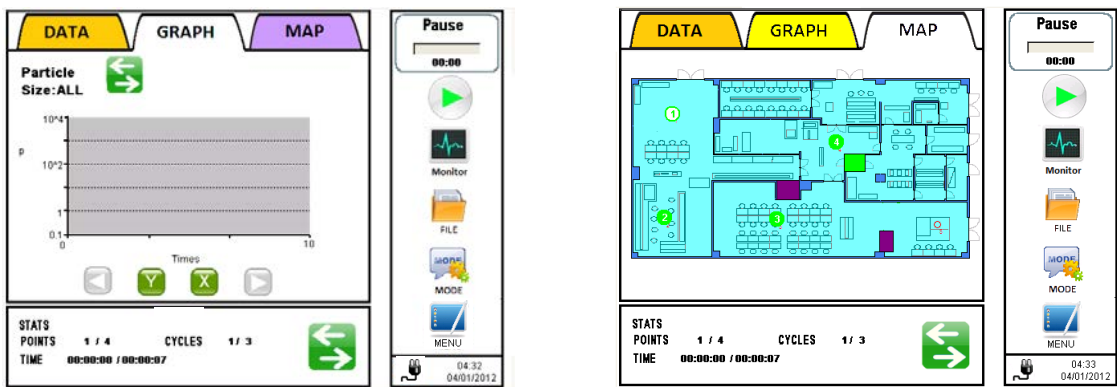 DATA GRAPH MAP
Particle
Size:ALL
10^4
P
10^2
1
0.1
0 10
Times
Y X
STATS
POINTS 1 / 4 CYCLES 1 / 3
TIME 00:00:00 / 00:00:07
Pause
00:00
Monitor
FILE
MODE
MODE
MENU
04:32
04/01/2012
DATA GRAPH MAP
1
4
2
3
STATS
POINTS 1 / 4 CYCLES 1 / 3
TIME 00:00:00 / 00:00:07
Pause
00:00
Monitor
FILE
MODE
MODE
MENU
04:33
04/01/2012